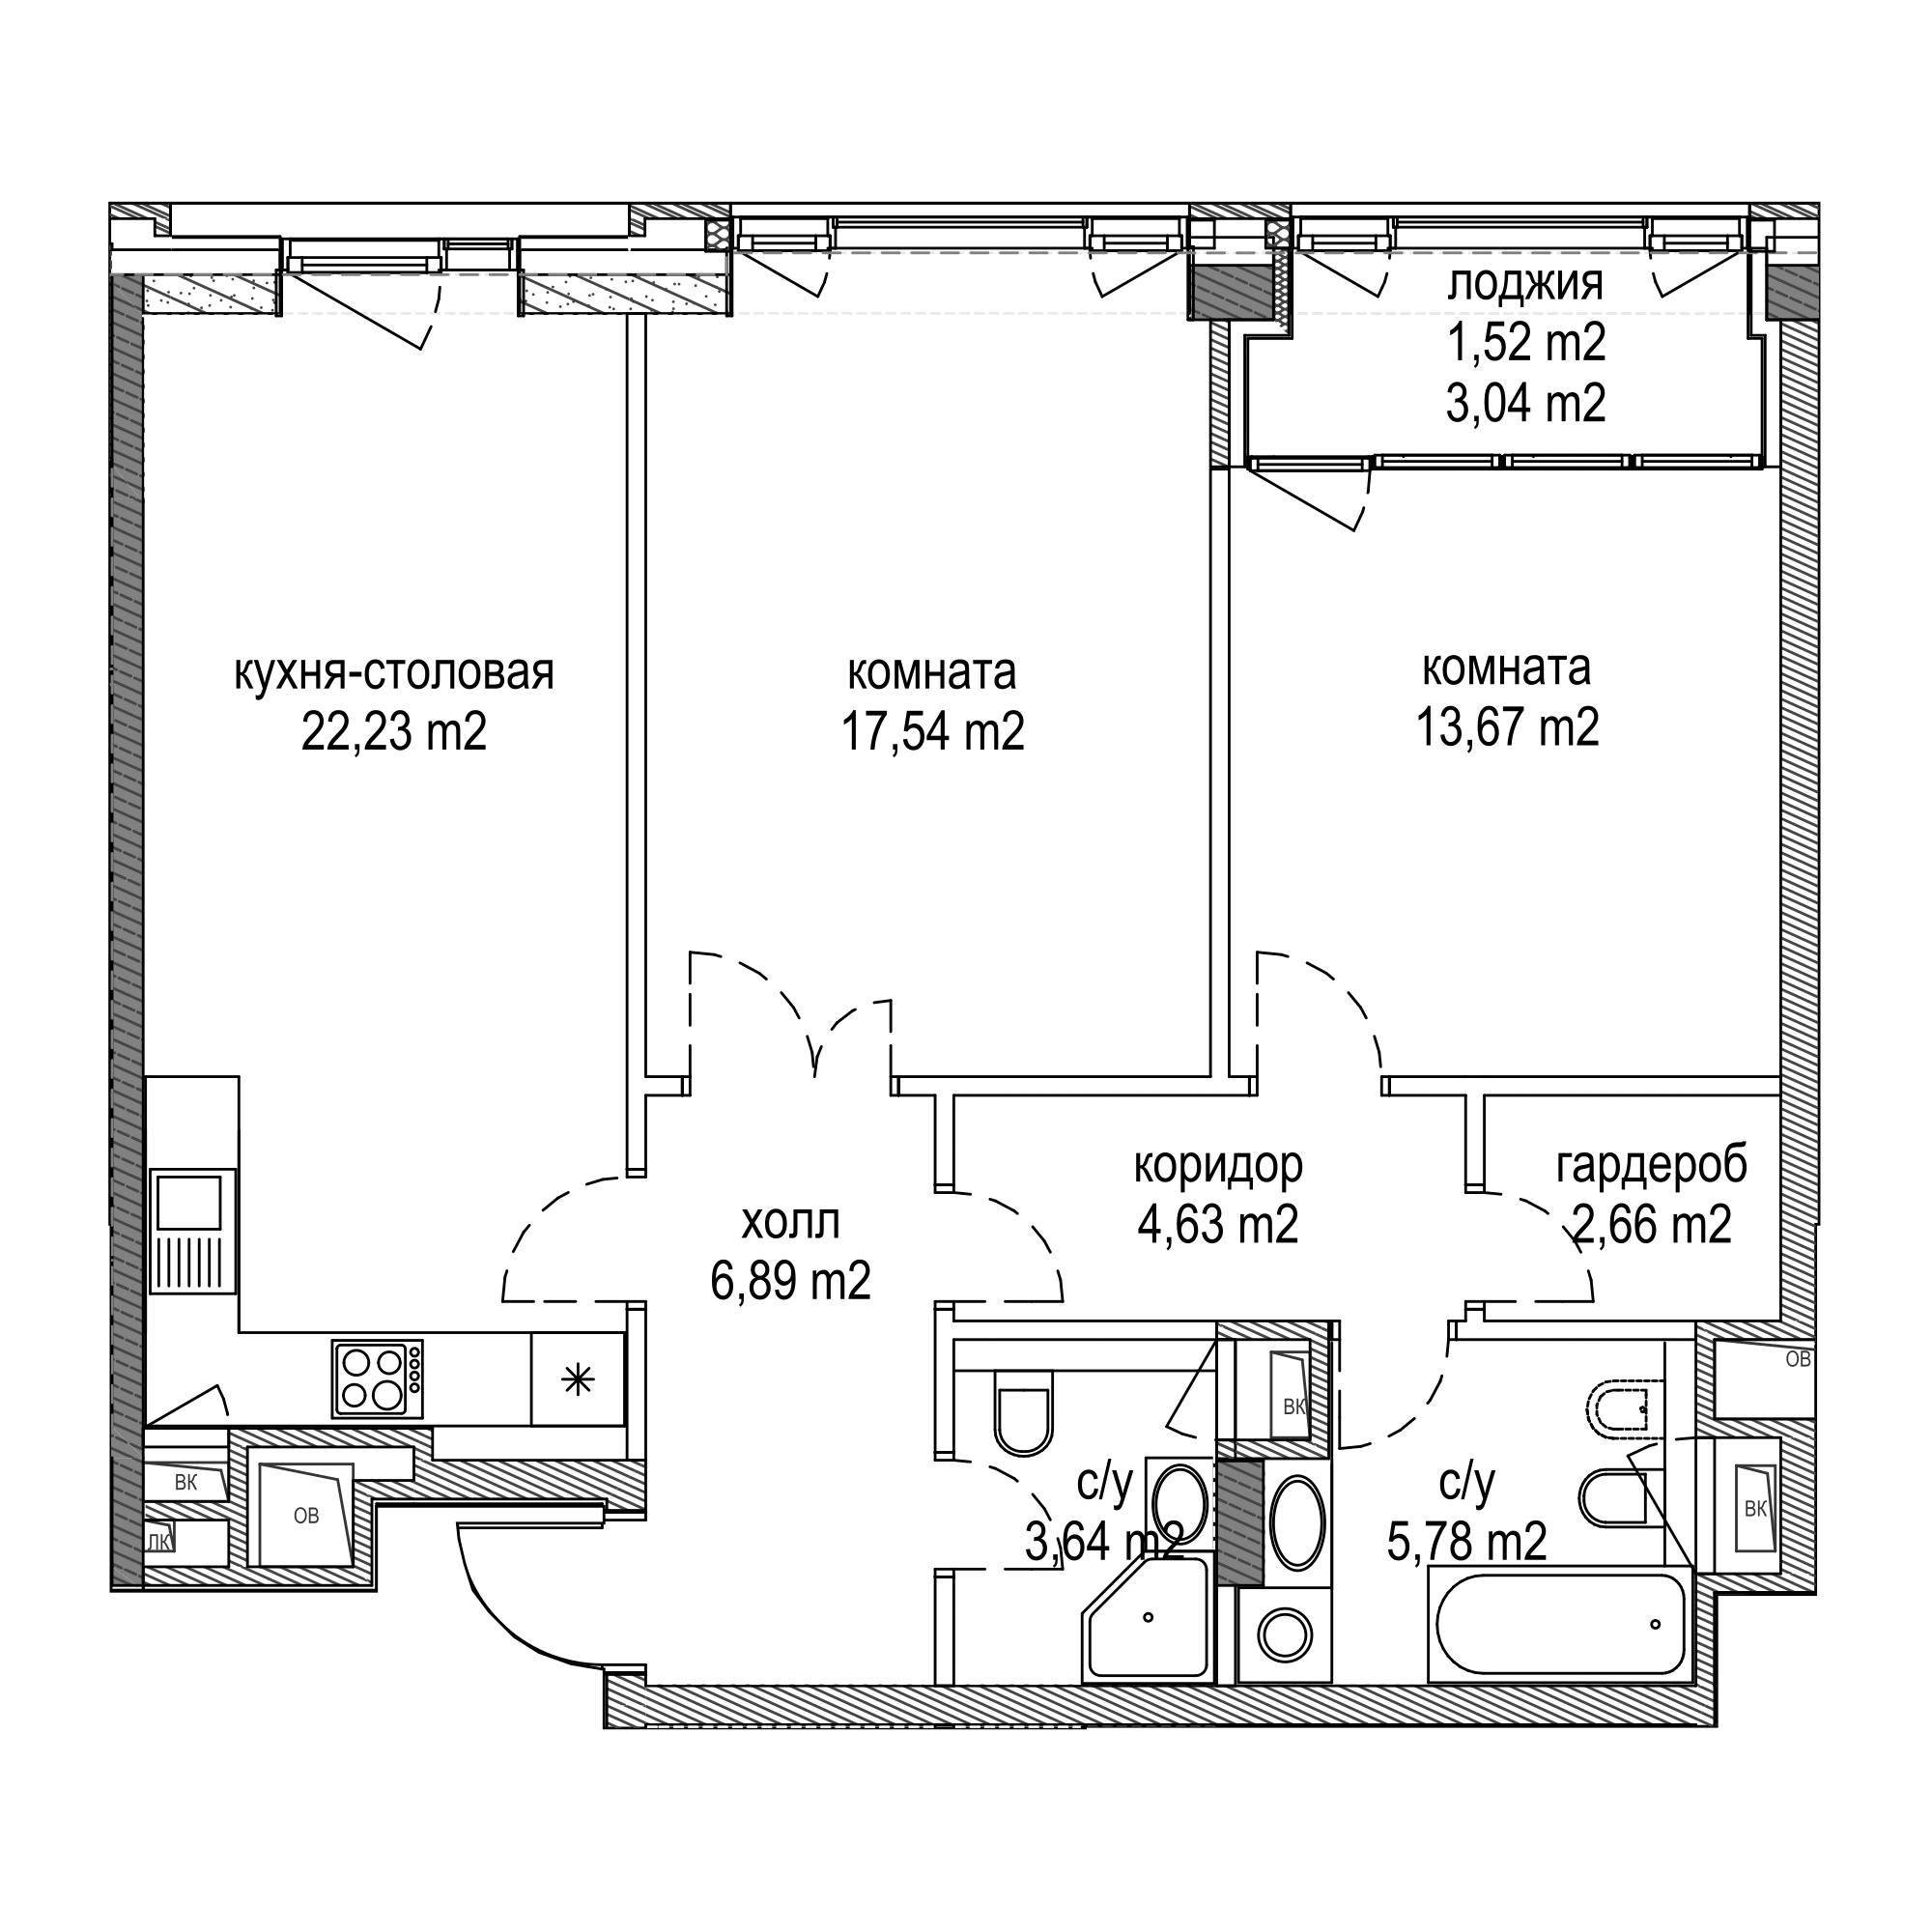 лоджия
1,52 m2
3,04 m2
кухня-столовая
22,23 m2
комната
17,54 m2
комната
13,67 m2
холл
6,89 m2
коридор
4,63 m2
гардероб
2,66 m2
ОВ
ВК
ВК
ОВ
ЛК
с/у
3,64 m2
с/у
5,78 m2
ВК